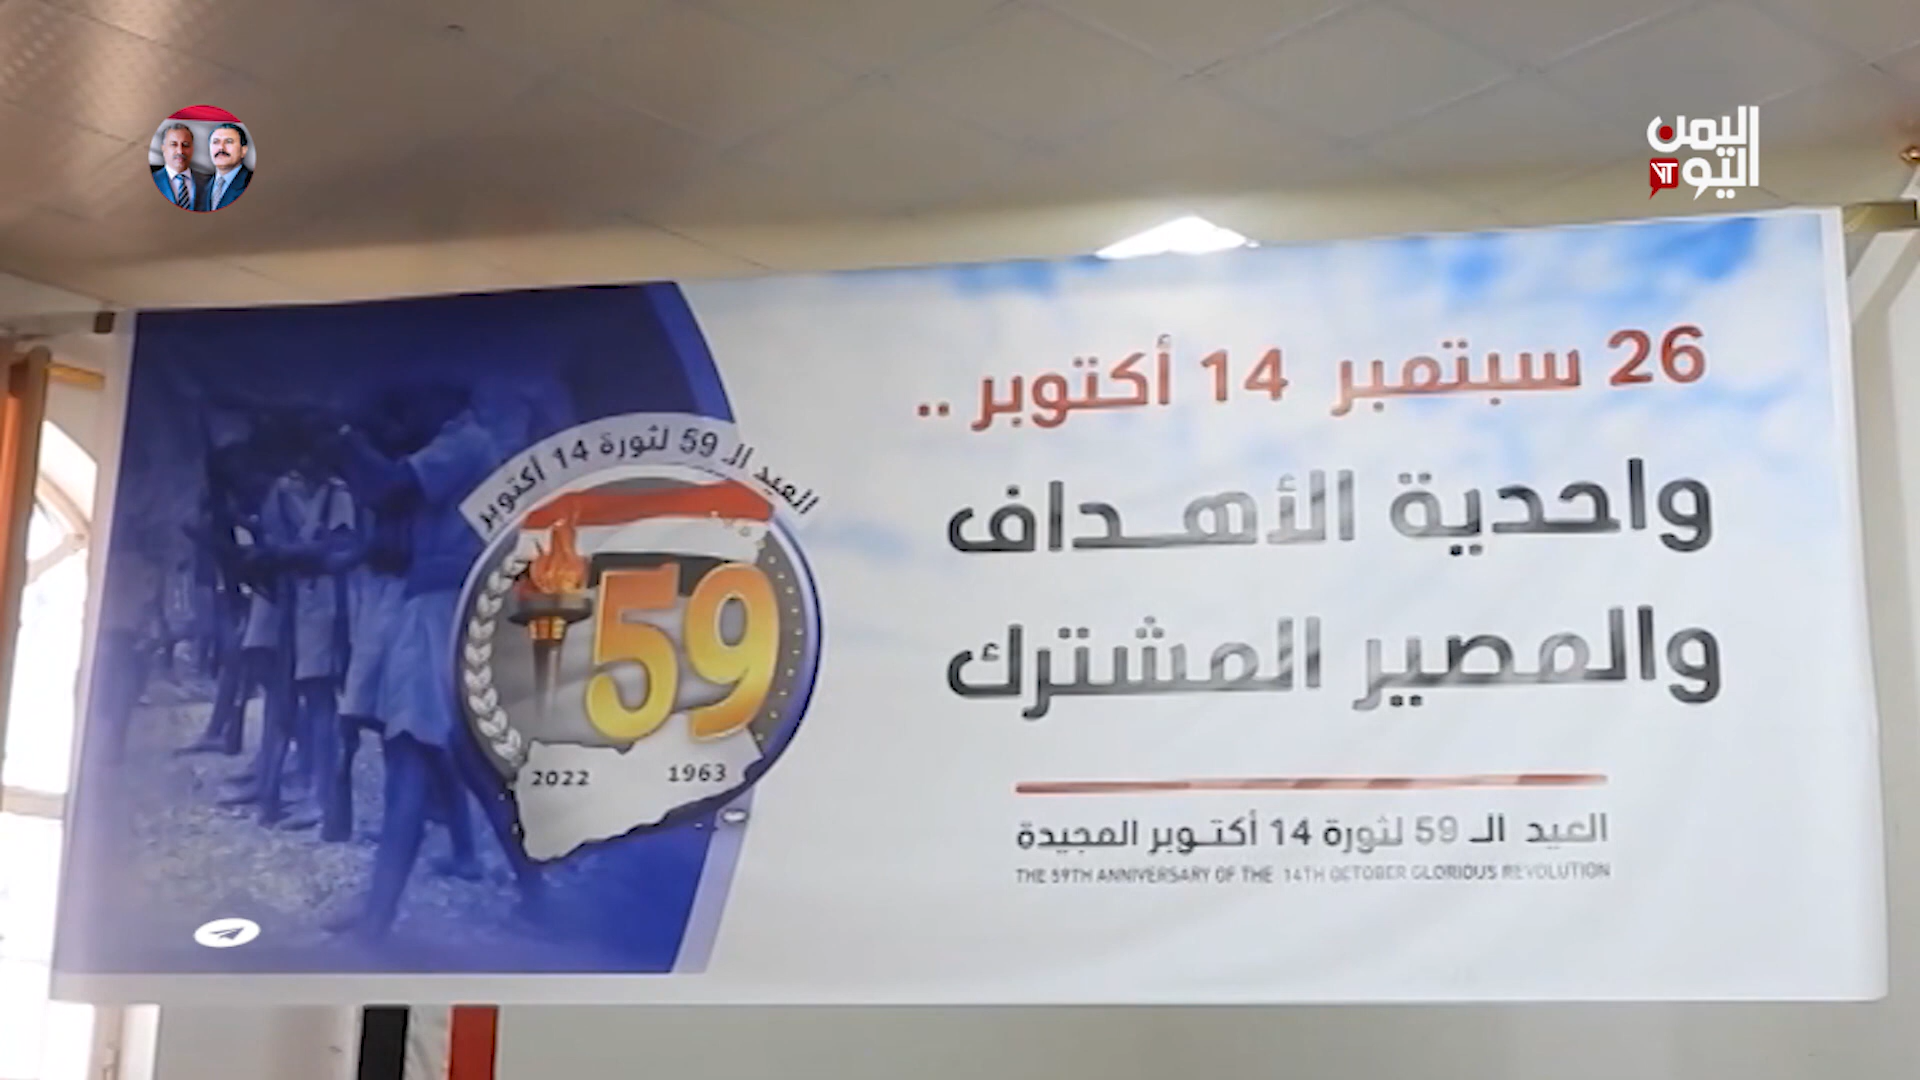 اليمن
اليوم
YT
26 سبتمبر 14 أكتوبر ..
واحدية الأهداف
والمصير المشترك
العيد الـ 59 لثورة 14 أكتوبر المجيدة
THE 59TH ANNIVERSARY OF THE 14TH OCTOBER GLORIOUS REVOLUTION
العيد الـ 59 لثورة 14 أكتوبر
59
2022 1963